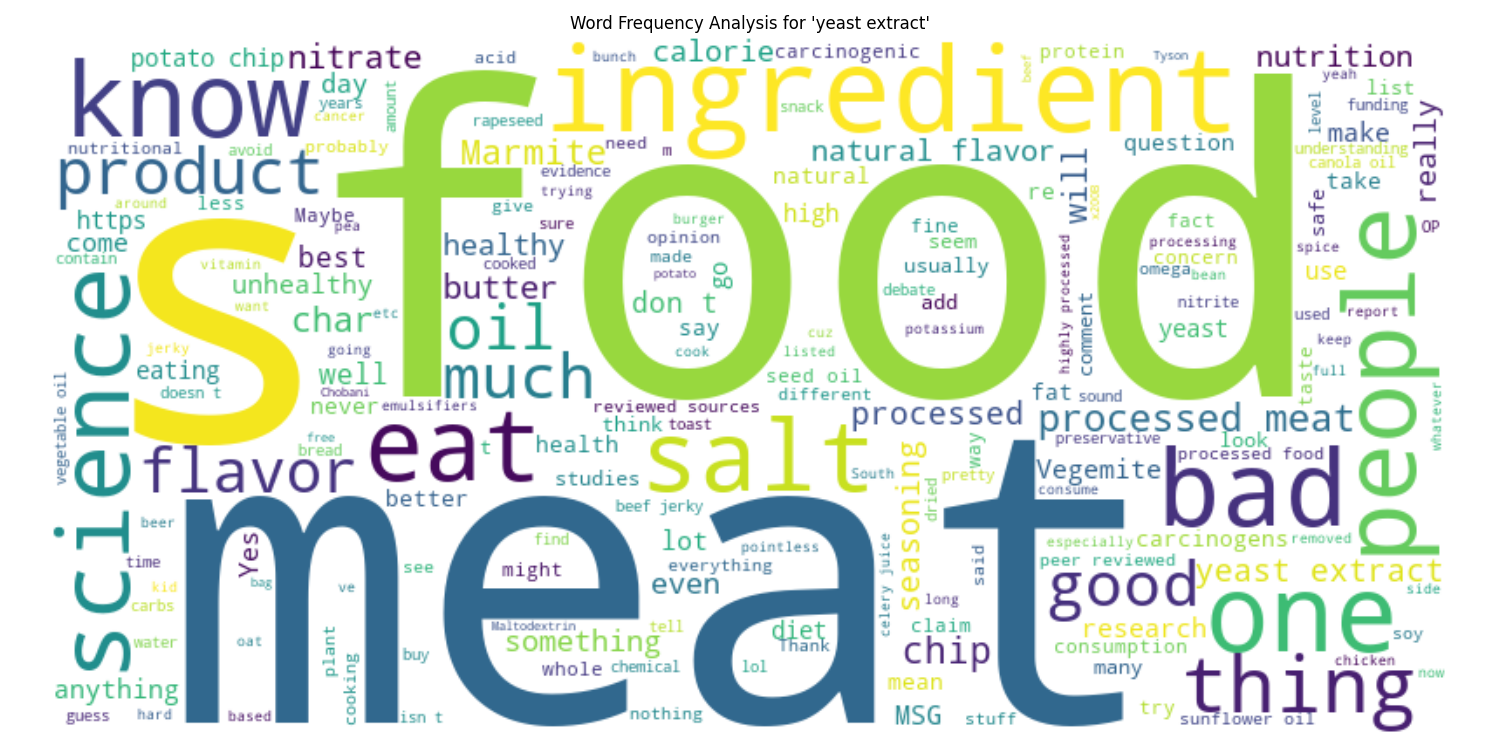 Word Frequency Analysis for 'yeast extract'
potato chip
nitrate
acid
bunch
calorie
carcinogenic
protein
Tyson
nutrition
know
day
years
cancer
amount
ingredient
beef
yeah
list
level
funding
snack
rapeseed
food
make
really
nutritional
avoid
probably
Marmite
need
m
natural flavor
question
understanding
canola oil
product
evidence
trying
natural
will
x200B
take
safe
around
less
https
Maybe
pea
give
sure
high
burger
re
fact
OP
come
contain
s
best
healthy
cooked
opinion
made
potato
go
fine
seem
usually
processing
concern
omega
bean
spice
use
people
vitamin
unhealthy
want
butter
don t
say
debate
add
potassium
highly processed
comment
nitrite
yeast
used
report
science
char
etc
oil
cook
cuz
listed
keep
jerky
going
eating
doesn t
Chobani
well
much
seed oil
different
fat
sound
taste
full
whatever
vegetable oil
never
emulsifiers
reviewed sources
think
toast
processed
processed meat
free
bread
eat
t
health
salt
way
preservative
look
processed food
flavor
better
studies
South
seasoning
dried
pretty
Vegemite
consume
bad
beer
meat
beef jerky
time
Yes
find
lot
pointless
everything
celery juice
said
especially
carcinogens
removed
peer reviewed
kid
carbs
bag
ve
see
might
even
good
yeast extract
one
side
long
water
oat
plant
cooking
buy
Maltodextrin
something
tell
diet
Thank
claim
research
consumption
soy
anything
whole
chemical
lol
chip
many
chicken
now
thing
mean
guess
hard
based
isn t
nothing
MSG
stuff
try
sunflower oil